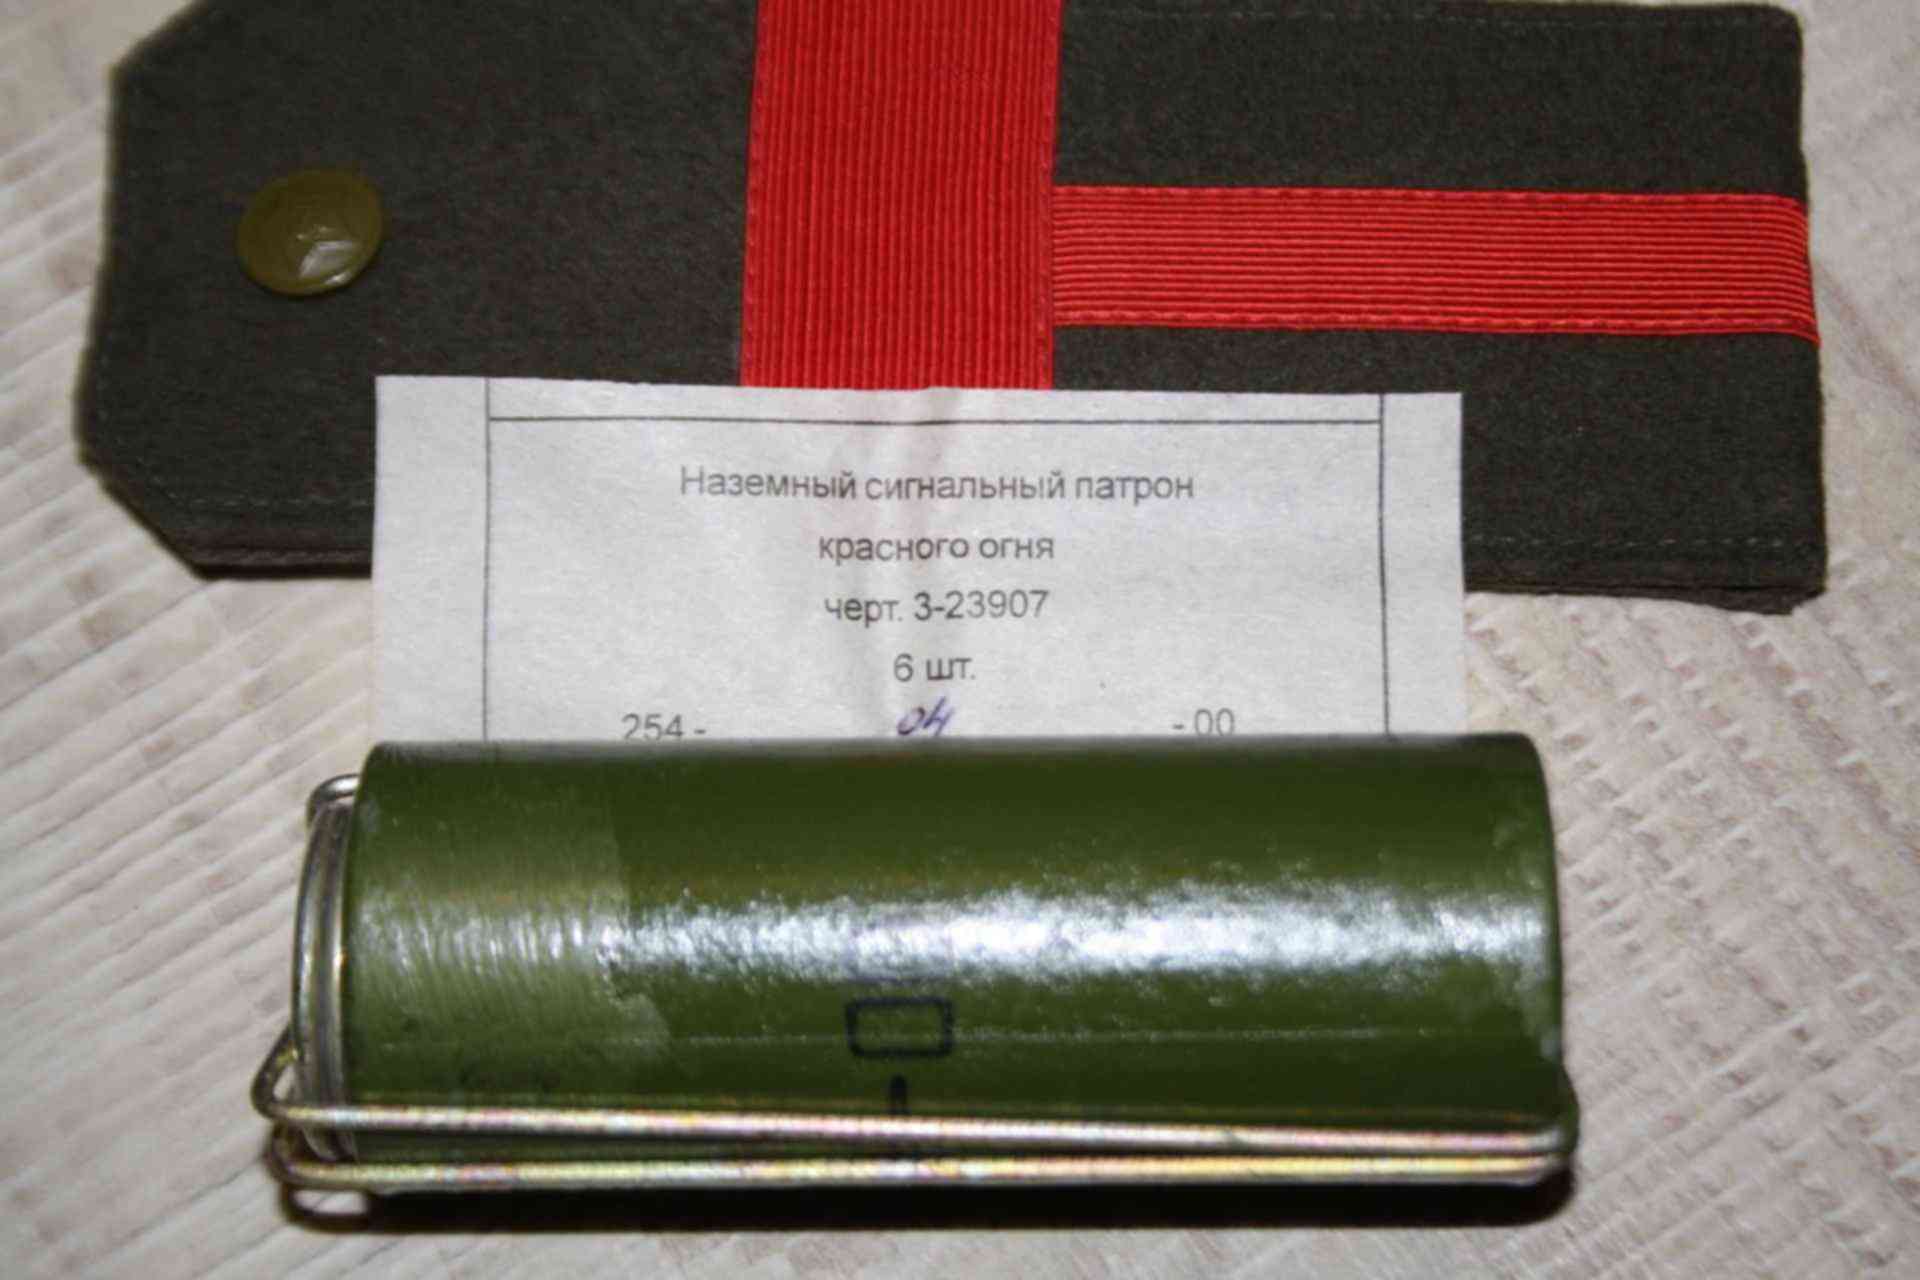 Наземный сигнальный патрон
красного огня
черт. 3-23907
6 шт.
254 - 04 - 00